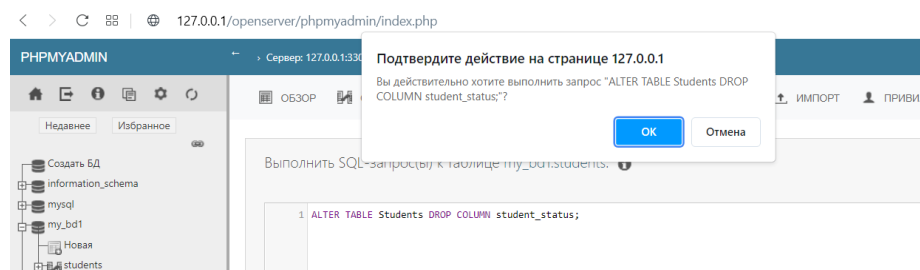 127.0.0.1/openserver/phpmyadmin/index.php
PHPMYADMIN
Сервер: 127.0.0.1:330
Подтвердите действие на странице 127.0.0.1
Вы действительно хотите выполнить запрос "ALTER TABLE Students DROP
COLUMN student_status;"?
ОК
Отмена
Недавнее Избранное
ОБЗОР
ИМПОРТ
ПРИВИ
Создать БД
information_schema
mysql
my_bd1
Новая
students
Выполнить SQL-запрос(ы) к таблице my_bd1.students:
1 ALTER TABLE Students DROP COLUMN student_status;